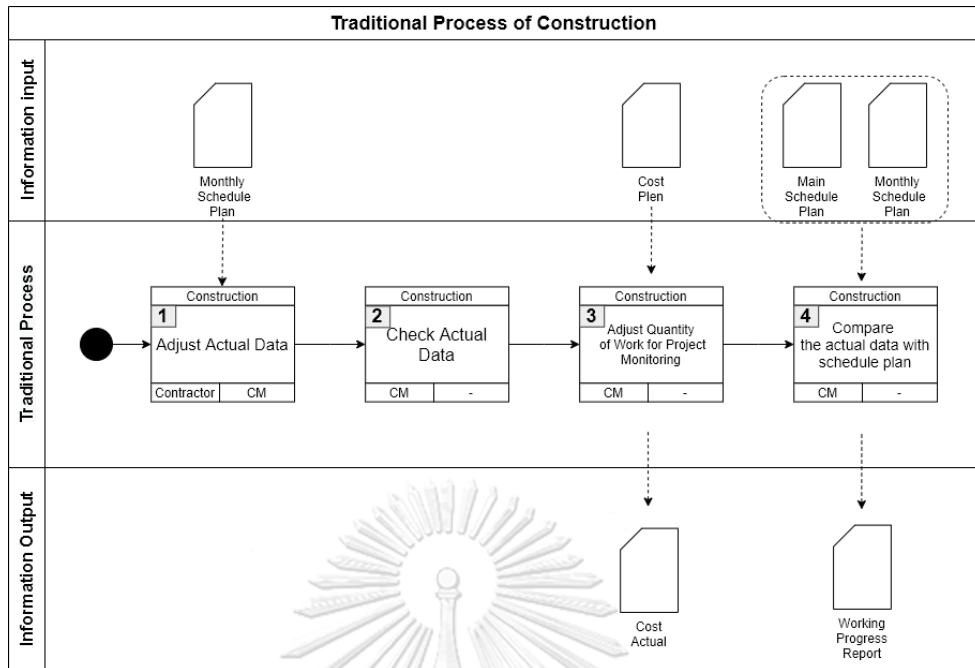 Traditional Process of Construction
Information input
Monthly
Schedule
Plan
Cost
Plen
Main
Schedule
Plan
Monthly
Schedule
Plan
Traditional Process
Construction
1
Adjust Actual Data
Contractor
CM
Construction
2
Check Actual
Data
CM
-
Construction
3
Adjust Quantity
of Work for Project
Monitoring
CM
-
Construction
4
Compare
the actual data with
schedule plan
CM
-
Information Output
Cost
Actual
Working
Progress
Report